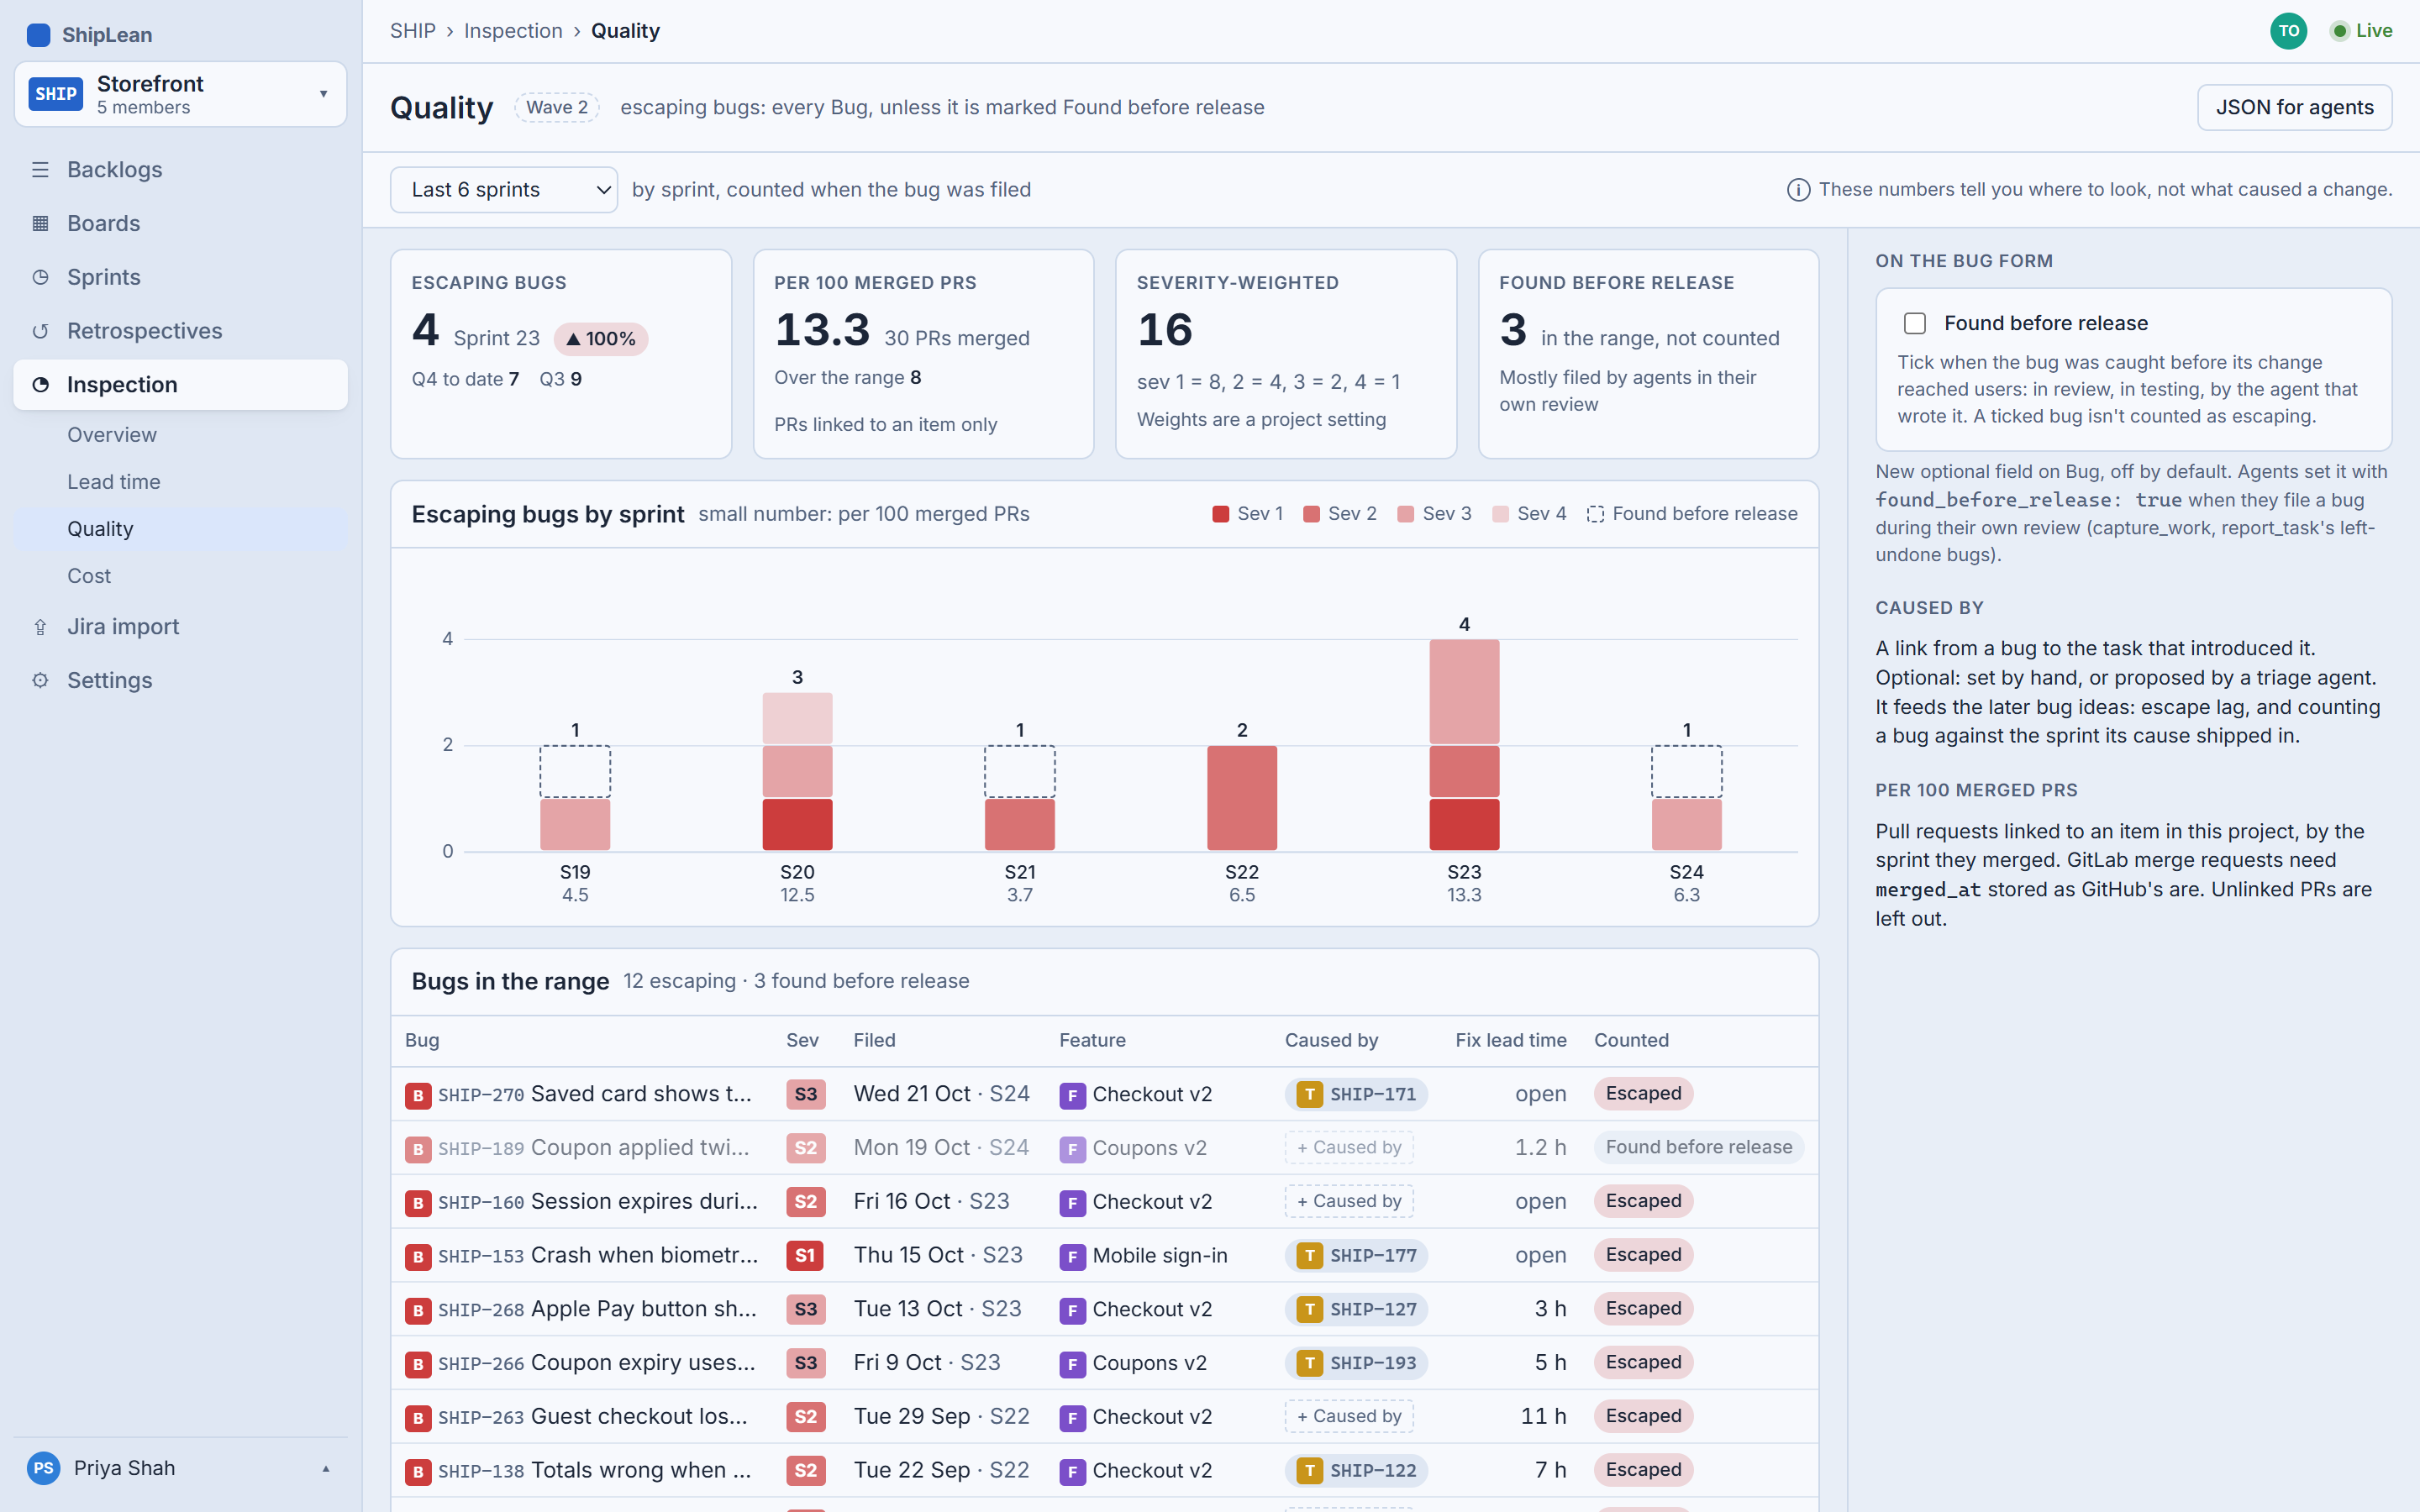 ShipLean
SHIP
Storefront
5 members
Backlogs
Boards
Sprints
Retrospectives
Inspection
Overview
Lead time
Quality
Cost
Jira import
Settings
PS Priya Shah
SHIP › Inspection › Quality
TO Live
Quality Wave 2 escaping bugs: every Bug, unless it is marked Found before release
JSON for agents
Last 6 sprints by sprint, counted when the bug was filed
These numbers tell you where to look, not what caused a change.
ESCAPING BUGS
4 Sprint 23 ▲ 100%
Q4 to date 7 Q3 9
PER 100 MERGED PRS
13.3 30 PRs merged
Over the range 8
PRs linked to an item only
SEVERITY-WEIGHTED
16
sev 1 = 8, 2 = 4, 3 = 2, 4 = 1
Weights are a project setting
FOUND BEFORE RELEASE
3 in the range, not counted
Mostly filed by agents in their
own review
Escaping bugs by sprint small number: per 100 merged PRs
Sev 1 Sev 2 Sev 3 Sev 4 Found before release
4
2
0
1
3
1
2
4
1
S19 S20 S21 S22 S23 S24
4.5 12.5 3.7 6.5 13.3 6.3
Bugs in the range 12 escaping · 3 found before release
Bug Sev Filed Feature Caused by Fix lead time Counted
B SHIP-270 Saved card shows t... S3 Wed 21 Oct · S24 F Checkout v2 T SHIP-171 open Escaped
B SHIP-189 Coupon applied twi... S2 Mon 19 Oct · S24 F Coupons v2 + Caused by 1.2 h Found before release
B SHIP-160 Session expires duri... S2 Fri 16 Oct · S23 F Checkout v2 + Caused by open Escaped
B SHIP-153 Crash when biometr... S1 Thu 15 Oct · S23 F Mobile sign-in T SHIP-177 open Escaped
B SHIP-268 Apple Pay button sh... S3 Tue 13 Oct · S23 F Checkout v2 T SHIP-127 3 h Escaped
B SHIP-266 Coupon expiry uses... S3 Fri 9 Oct · S23 F Coupons v2 T SHIP-193 5 h Escaped
B SHIP-263 Guest checkout los... S2 Tue 29 Sep · S22 F Checkout v2 + Caused by 11 h Escaped
B SHIP-138 Totals wrong when ... S2 Tue 22 Sep · S22 F Checkout v2 T SHIP-122 7 h Escaped
ON THE BUG FORM
Found before release
Tick when the bug was caught before its change
reached users: in review, in testing, by the agent that
wrote it. A ticked bug isn't counted as escaping.
New optional field on Bug, off by default. Agents set it with
found_before_release: true when they file a bug
during their own review (capture_work, report_task's left-
undone bugs).
CAUSED BY
A link from a bug to the task that introduced it.
Optional: set by hand, or proposed by a triage agent.
It feeds the later bug ideas: escape lag, and counting
a bug against the sprint its cause shipped in.
PER 100 MERGED PRS
Pull requests linked to an item in this project, by the
sprint they merged. GitLab merge requests need
merged_at stored as GitHub's are. Unlinked PRs are
left out.